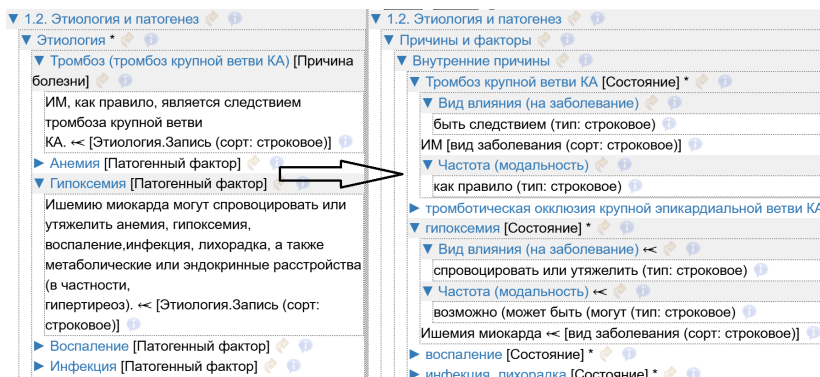 ▼ 1.2. Этиология и патогенез
▼ Этиология *
▼ Тромбоз (тромбоз крупной ветви КА) [Причина
болезни]
ИМ, как правило, является следствием
тромбоза крупной ветви
КА. ⤙ [Этиология.Запись (сорт: строковое)]
▶ Анемия [Патогенный фактор]
▼ Гипоксемия [Патогенный фактор]
Ишемию миокарда могут спровоцировать или
утяжелить анемия, гипоксемия,
воспаление,инфекция, лихорадка, а также
метаболические или эндокринные расстройства
(в частности,
гипертиреоз). ⤙ [Этиология.Запись (сорт:
строковое)]
▶ Воспаление [Патогенный фактор]
▶ Инфекция [Патогенный фактор]
▼ 1.2. Этиология и патогенез
▼ Причины и факторы
▼ Внутренние причины
▼ Тромбоз крупной ветви КА [Состояние] *
▼ Вид влияния (на заболевание)
быть следствием (тип: строковое)
ИМ [вид заболевания (сорт: строковое)]
▼ Частота (модальность)
как правило (тип: строковое)
▶ тромботическая окклюзия крупной эпикардиальной ветви КА
▼ гипоксемия [Состояние] *
▼ Вид влияния (на заболевание) ⤙
спровоцировать или утяжелить (тип: строковое)
▼ Частота (модальность) ⤙
возможно (может быть (могут (тип: строковое)
Ишемия миокарда ⤙ [вид заболевания (сорт: строковое)]
▶ воспаление [Состояние] *
▶ инфекция, лихорадка [Состояние] *